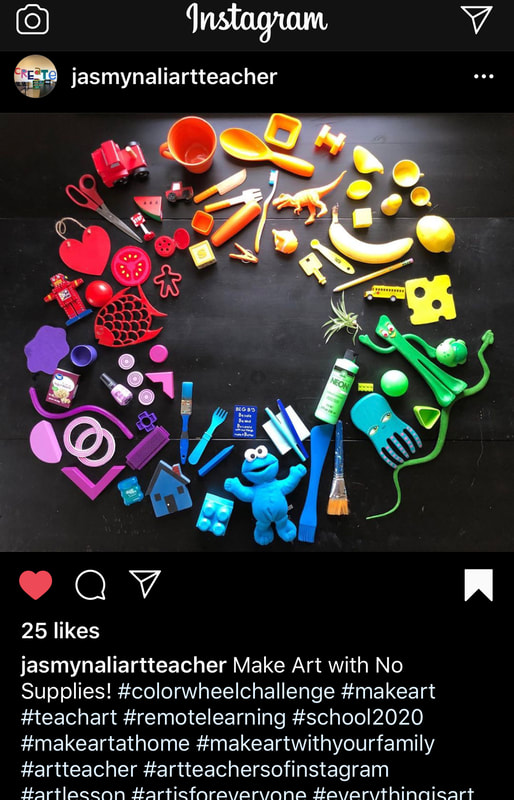 Instagram
CREATE
jasmynaliartteacher
NEON
25 likes
jasmynaliartteacher Make Art with No
Supplies! #colorwheelchallenge #makeart
#teachart #remotelearning #school2020
#makeartathome #makeartwithyourfamily
#artteacher #artteachersofinstagram
#artlesson #artisforeveryone #everythingisart